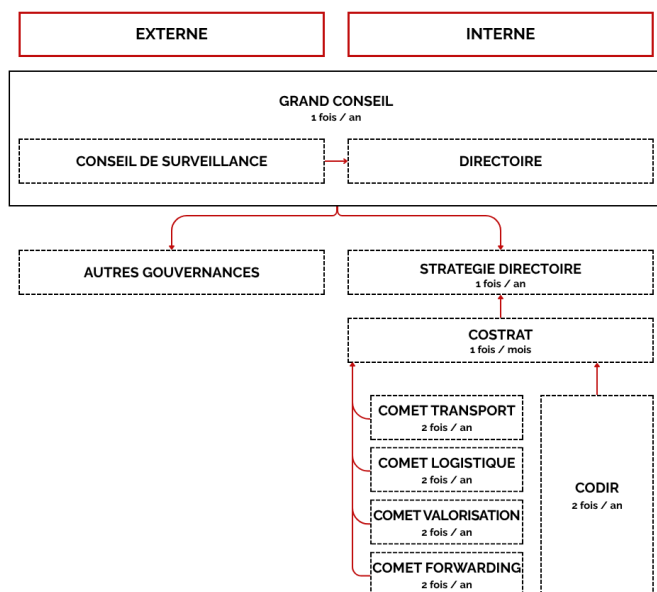 EXTERNE
INTERNE
GRAND CONSEIL
1 fois / an
CONSEIL DE SURVEILLANCE
DIRECTOIRE
AUTRES GOUVERNANCES
STRATEGIE DIRECTOIRE
1 fois / an
COSTRAT
1 fois / mois
COMET TRANSPORT
2 fois / an
COMET LOGISTIQUE
2 fois / an
COMET VALORISATION
2 fois / an
COMET FORWARDING
2 fois / an
CODIR
2 fois / an